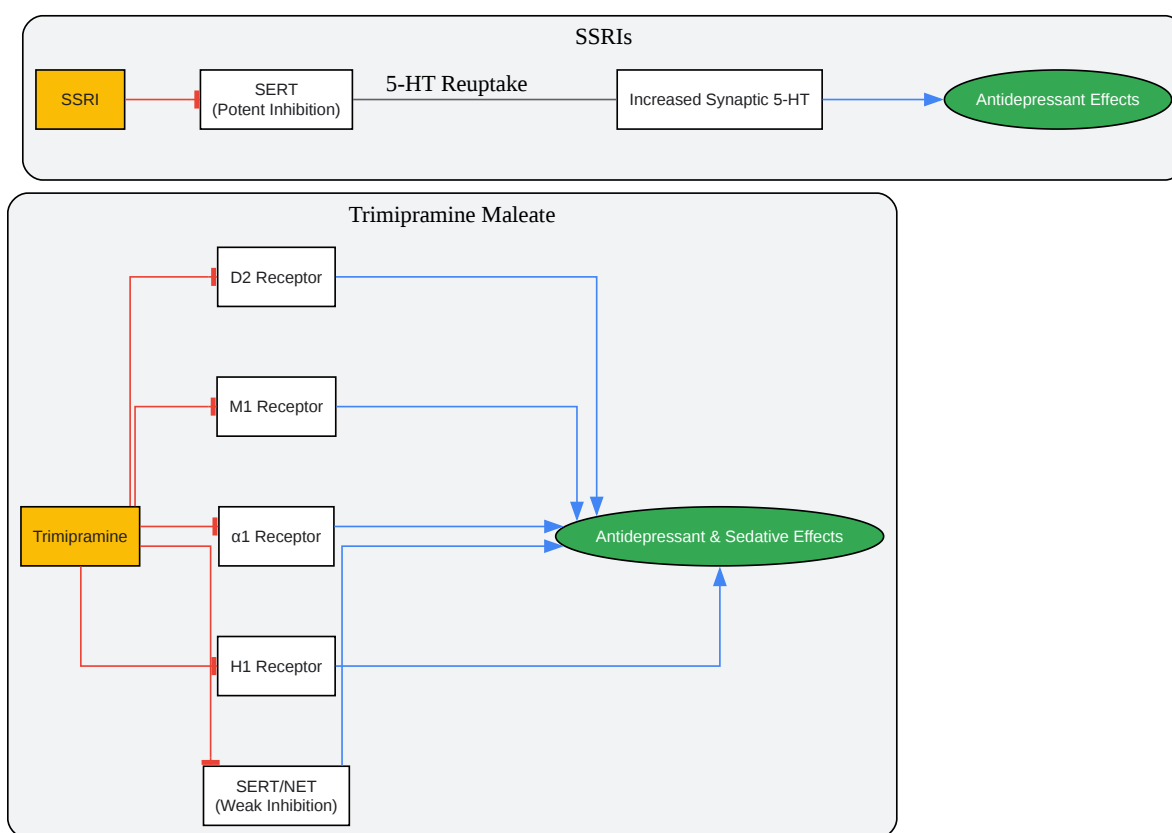 SSRIs
SSRI
SERT
(Potent Inhibition)
5-HT Reuptake
Increased Synaptic 5-HT
Antidepressant Effects
Trimipramine Maleate
D2 Receptor
M1 Receptor
Trimipramine
α1 Receptor
Antidepressant & Sedative Effects
H1 Receptor
SERT/NET
(Weak Inhibition)